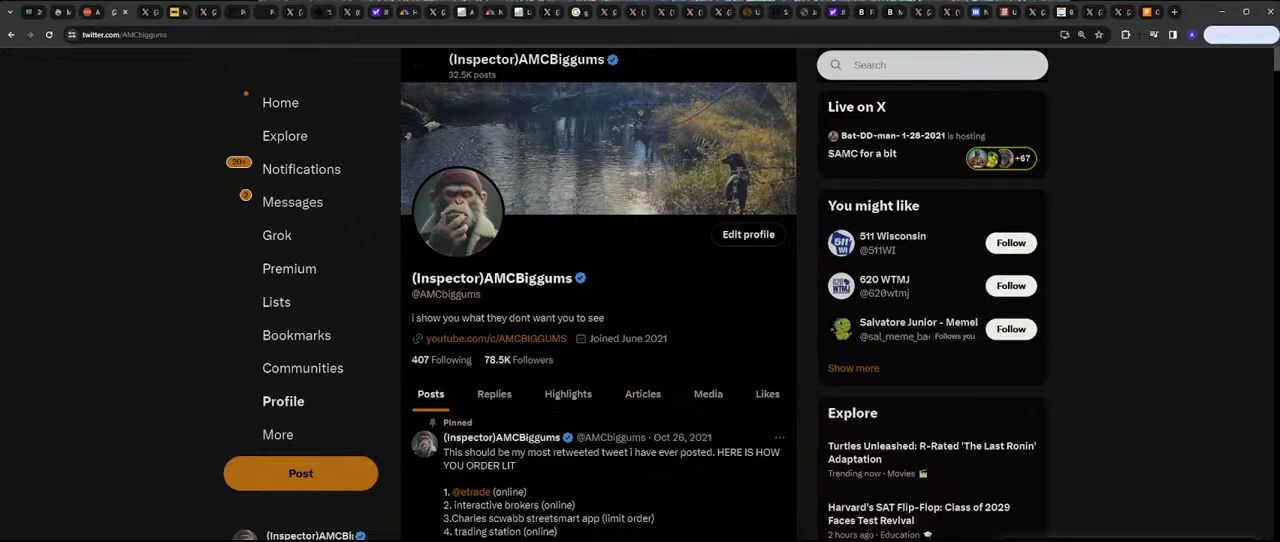 twitter.com/AMCbiggums
Home
Explore
20+
Notifications
2
Messages
Grok
Premium
Lists
Bookmarks
Communities
Profile
More
Post
(Inspector)AMCBi
(Inspector)AMCBiggums
32.5K posts
Edit profile
(Inspector)AMCBiggums
@AMCbiggums
i show you what they dont want you to see
youtube.com/c/AMCBIGGUMS Joined June 2021
407 Following 78.5K Followers
Posts Replies Highlights Articles Media Likes
Pinned
(Inspector)AMCBiggums @AMCbiggums · Oct 26, 2021
This should be my most retweeted tweet i have ever posted. HERE IS HOW
YOU ORDER LIT
1. @etrade (online)
2. interactive brokers (online)
3.Charles scwabb streetsmart app (limit order)
4. trading station (online)
Search
Live on X
Bat-DD-man- 1-28-2021 is hosting
$AMC for a bit
+67
You might like
511 Wisconsin
@511WI
Follow
620 WTMJ
@620wtmj
Follow
Salvatore Junior - Memel
@sal_meme_ba Follows you
Follow
Show more
Explore
Turtles Unleashed: R-Rated 'The Last Ronin'
Adaptation
Trending now · Movies
Harvard's SAT Flip-Flop: Class of 2029
Faces Test Revival
2 hours ago · Education